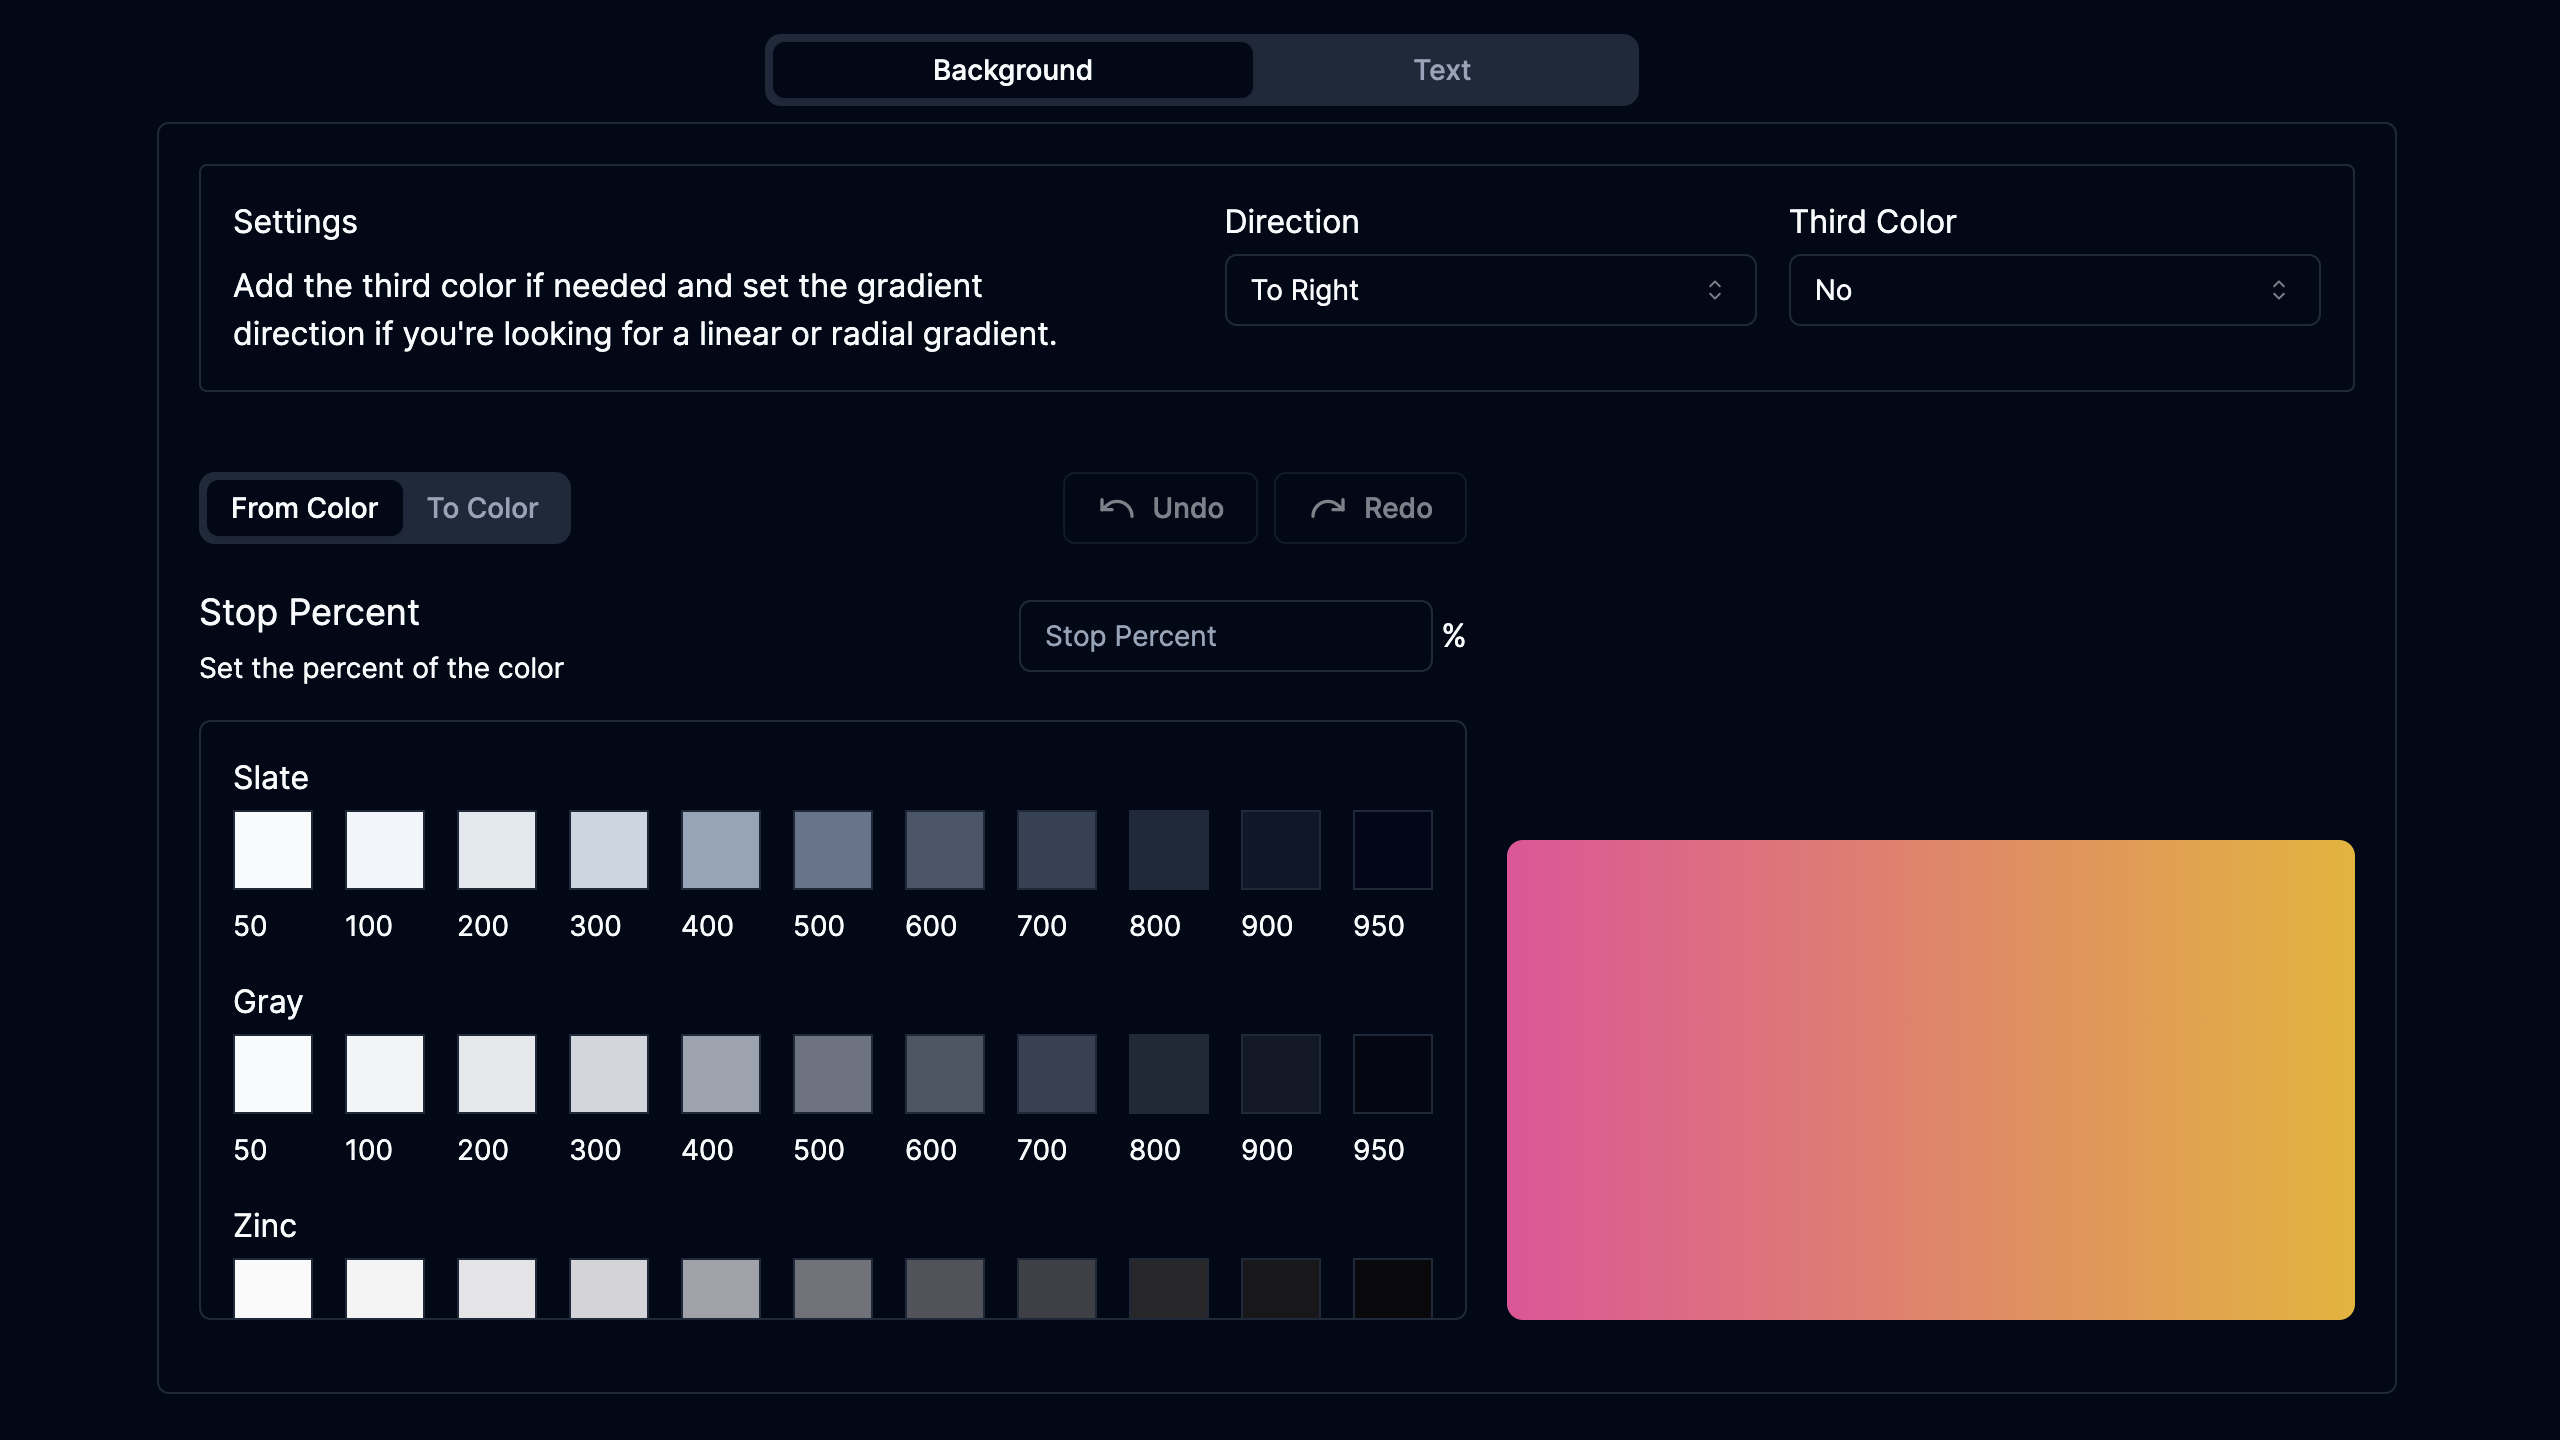 Background
Text
Settings
Add the third color if needed and set the gradient
direction if you're looking for a linear or radial gradient.
Direction
To Right
Third Color
No
From Color
To Color
Undo
Redo
Stop Percent
Set the percent of the color
Stop Percent
%
Slate
50 100 200 300 400 500 600 700 800 900 950
Gray
50 100 200 300 400 500 600 700 800 900 950
Zinc